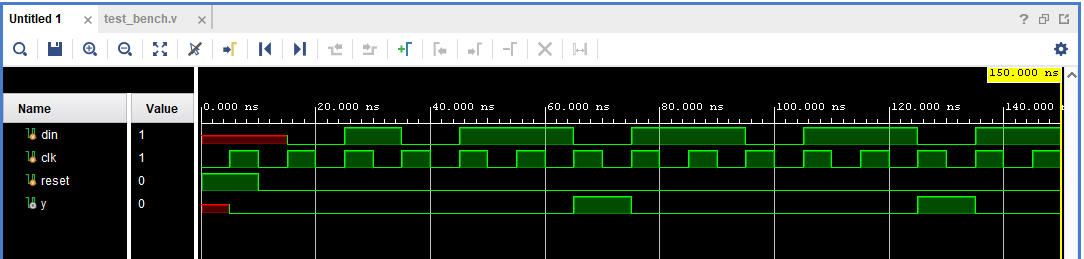 Untitled 1 × test_bench.v × ?
150.000 ns
Name Value 0.000 ns 20.000 ns 40.000 ns 60.000 ns 80.000 ns 100.000 ns 120.000 ns 140.000 ns
din 1
clk 1
reset 0
y 0